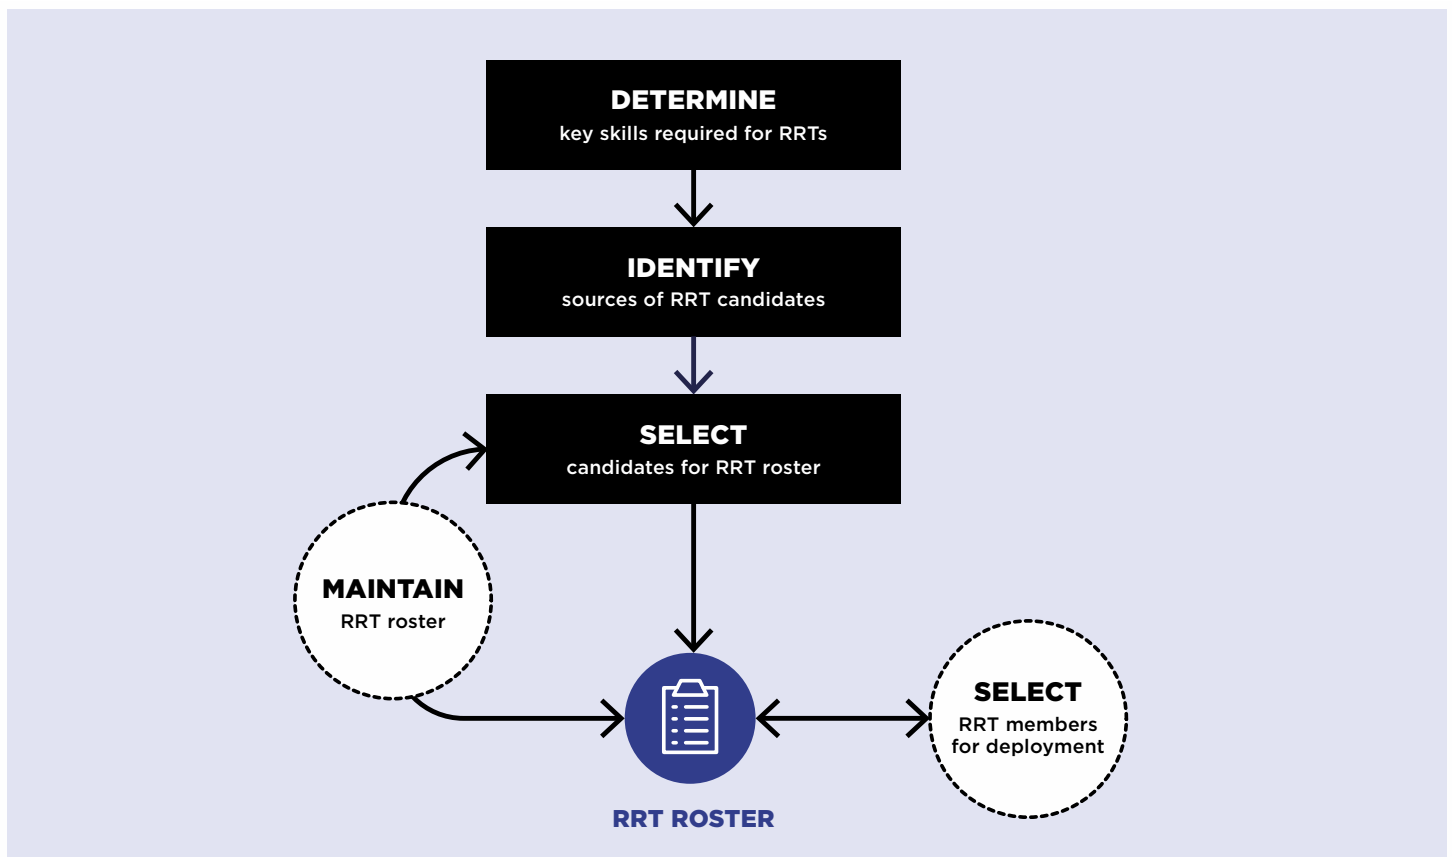 DETERMINE
key skills required for RRTs
IDENTIFY
sources of RRT candidates
SELECT
candidates for RRT roster
MAINTAIN
RRT roster
SELECT
RRT members
for deployment
RRT ROSTER